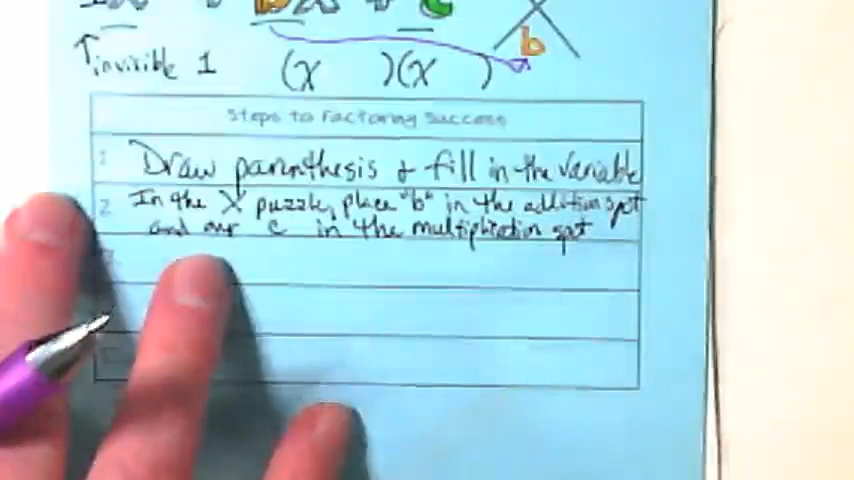 bx + c
b
invisible 1 (x )(x )
Steps to Factoring Success
1 Draw parenthesis + fill in the variable
2 In the X puzzle, place "b" in the addition spot
and our c in the multiplication spot